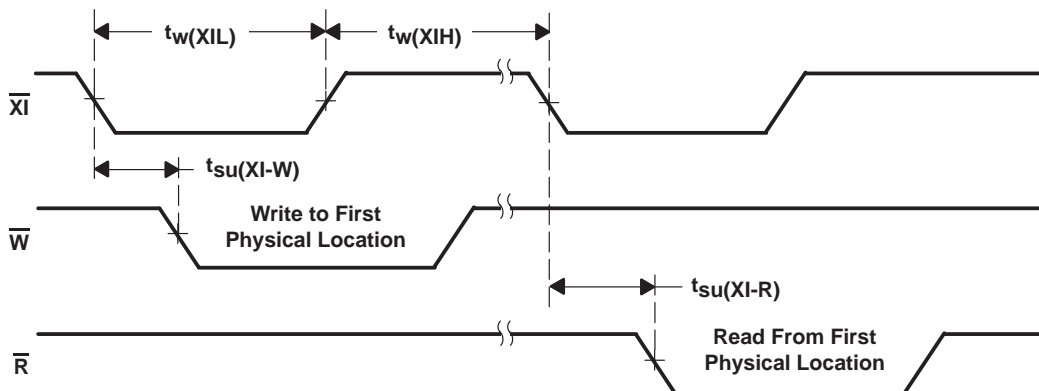 tw(XIL)
tw(XIH)
XI
tsu(XI-W)
Write to First
Physical Location
W
tsu(XI-R)
Read From First
Physical Location
R